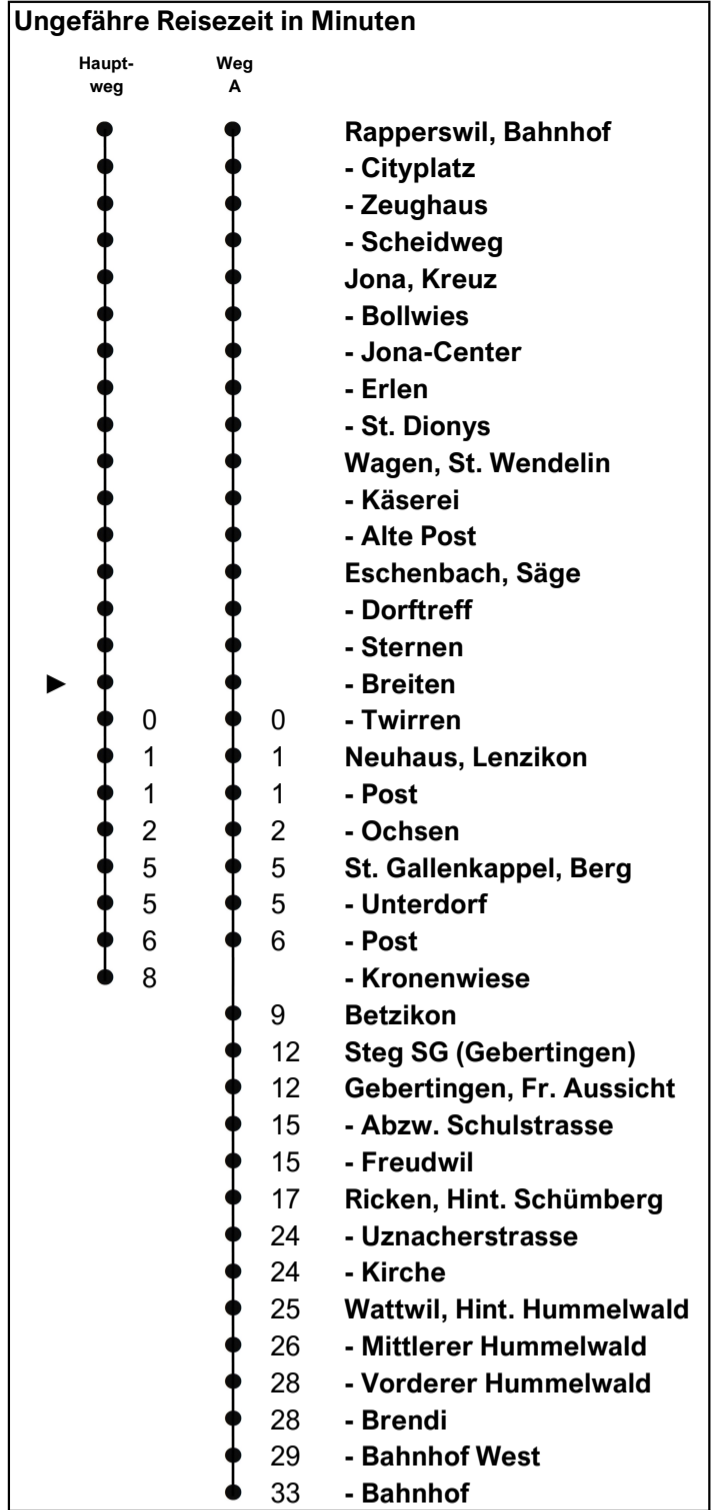 Ungefähre Reisezeit in Minuten
Haupt- Weg
weg A
Rapperswil, Bahnhof
- Cityplatz
- Zeughaus
- Scheidweg
Jona, Kreuz
- Bollwies
- Jona-Center
- Erlen
- St. Dionys
Wagen, St. Wendelin
- Käserei
- Alte Post
Eschenbach, Säge
- Dorftreff
- Sternen
- Breiten
0 0 - Twirren
1 1 Neuhaus, Lenzikon
1 1 - Post
2 2 - Ochsen
5 5 St. Gallenkappel, Berg
5 5 - Unterdorf
6 6 - Post
8 - Kronenwiese
9 Betzikon
12 Steg SG (Gebertingen)
12 Gebertingen, Fr. Aussicht
15 - Abzw. Schulstrasse
15 - Freudwil
17 Ricken, Hint. Schümberg
24 - Uznacherstrasse
24 - Kirche
25 Wattwil, Hint. Hummelwald
26 - Mittlerer Hummelwald
28 - Vorderer Hummelwald
28 - Brendi
29 - Bahnhof West
33 - Bahnhof